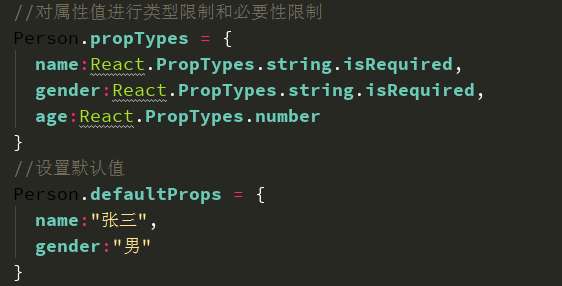 //对属性值进行类型限制和必要性限制
Person.propTypes = {
  name:React.PropTypes.string.isRequired,
  gender:React.PropTypes.string.isRequired,
  age:React.PropTypes.number
}
//设置默认值
Person.defaultProps = {
  name:"张三",
  gender:"男"
}